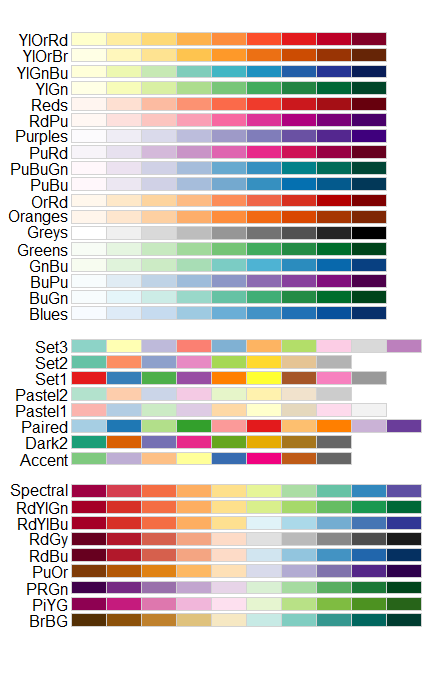 YlOrRd
YlOrBr
YlGnBu
YlGn
Reds
RdPu
Purples
PuRd
PuBuGn
PuBu
OrRd
Oranges
Greys
Greens
GnBu
BuPu
BuGn
Blues
Set3
Set2
Set1
Pastel2
Pastel1
Paired
Dark2
Accent
Spectral
RdYlGn
RdYlBu
RdGy
RdBu
PuOr
PRGn
PiYG
BrBG